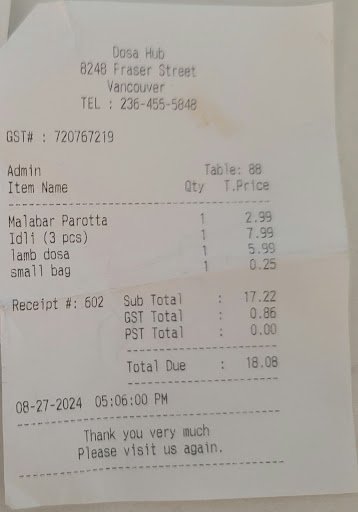 Dosa Hub
8248 Fraser Street
Vancouver
TEL : 236-455-5848
GST# : 720767219
Admin Table: 88
Item Name Qty T.Price
Malabar Parotta 1 2.99
Idli (3 pcs) 1 7.99
lamb dosa 1 5.99
small bag 1 0.25
Receipt #: 602 Sub Total : 17.22
GST Total : 0.86
PST Total : 0.00
Total Due : 18.08
08-27-2024 05:06:00 PM
Thank you very much
Please visit us again.